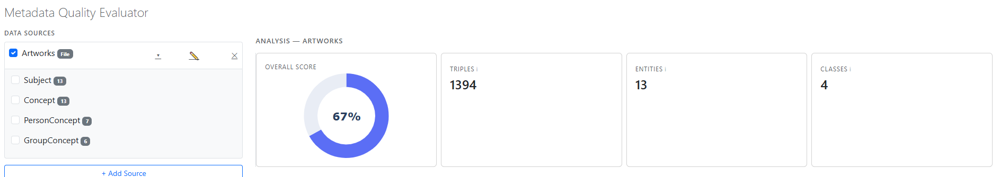 Metadata Quality Evaluator
DATA SOURCES
Artworks File
Subject 13
Concept 13
PersonConcept 7
GroupConcept 6
+ Add Source
ANALYSIS — ARTWORKS
OVERALL SCORE
67%
TRIPLES i
1394
ENTITIES i
13
CLASSES i
4